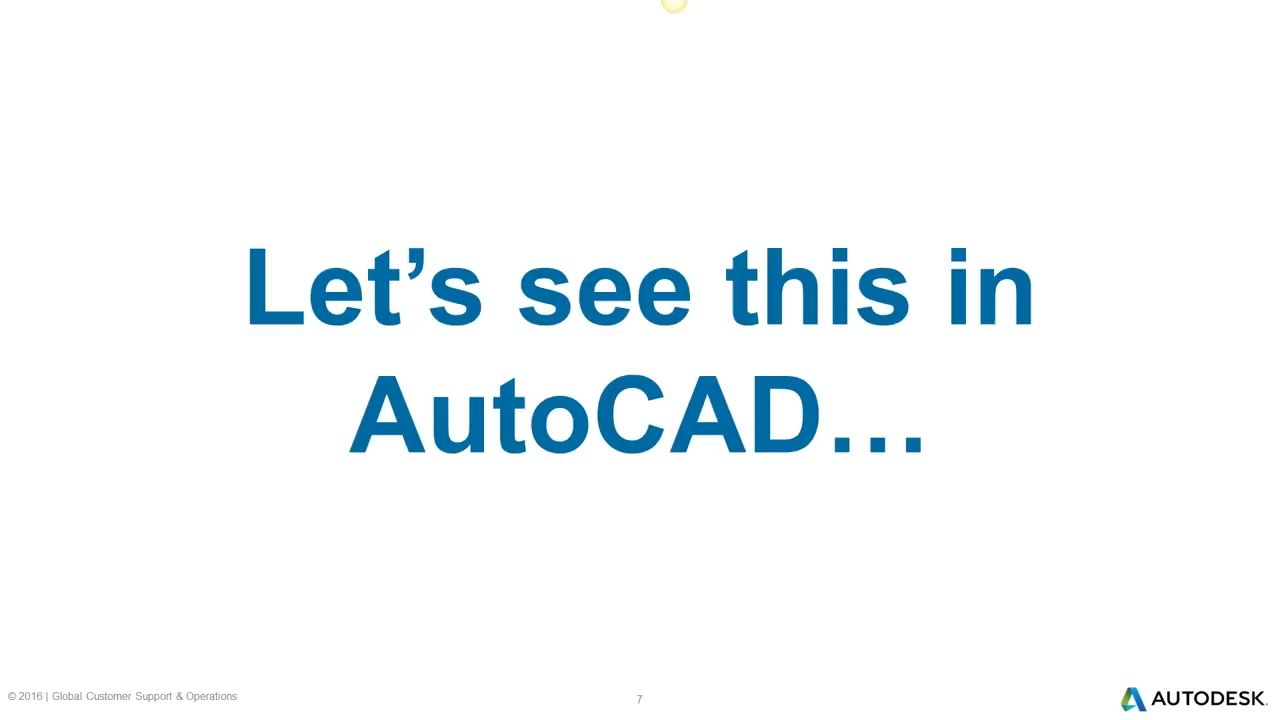 Let’s see this in
AutoCAD…
© 2016 | Global Customer Support & Operations
7
AUTODESK.